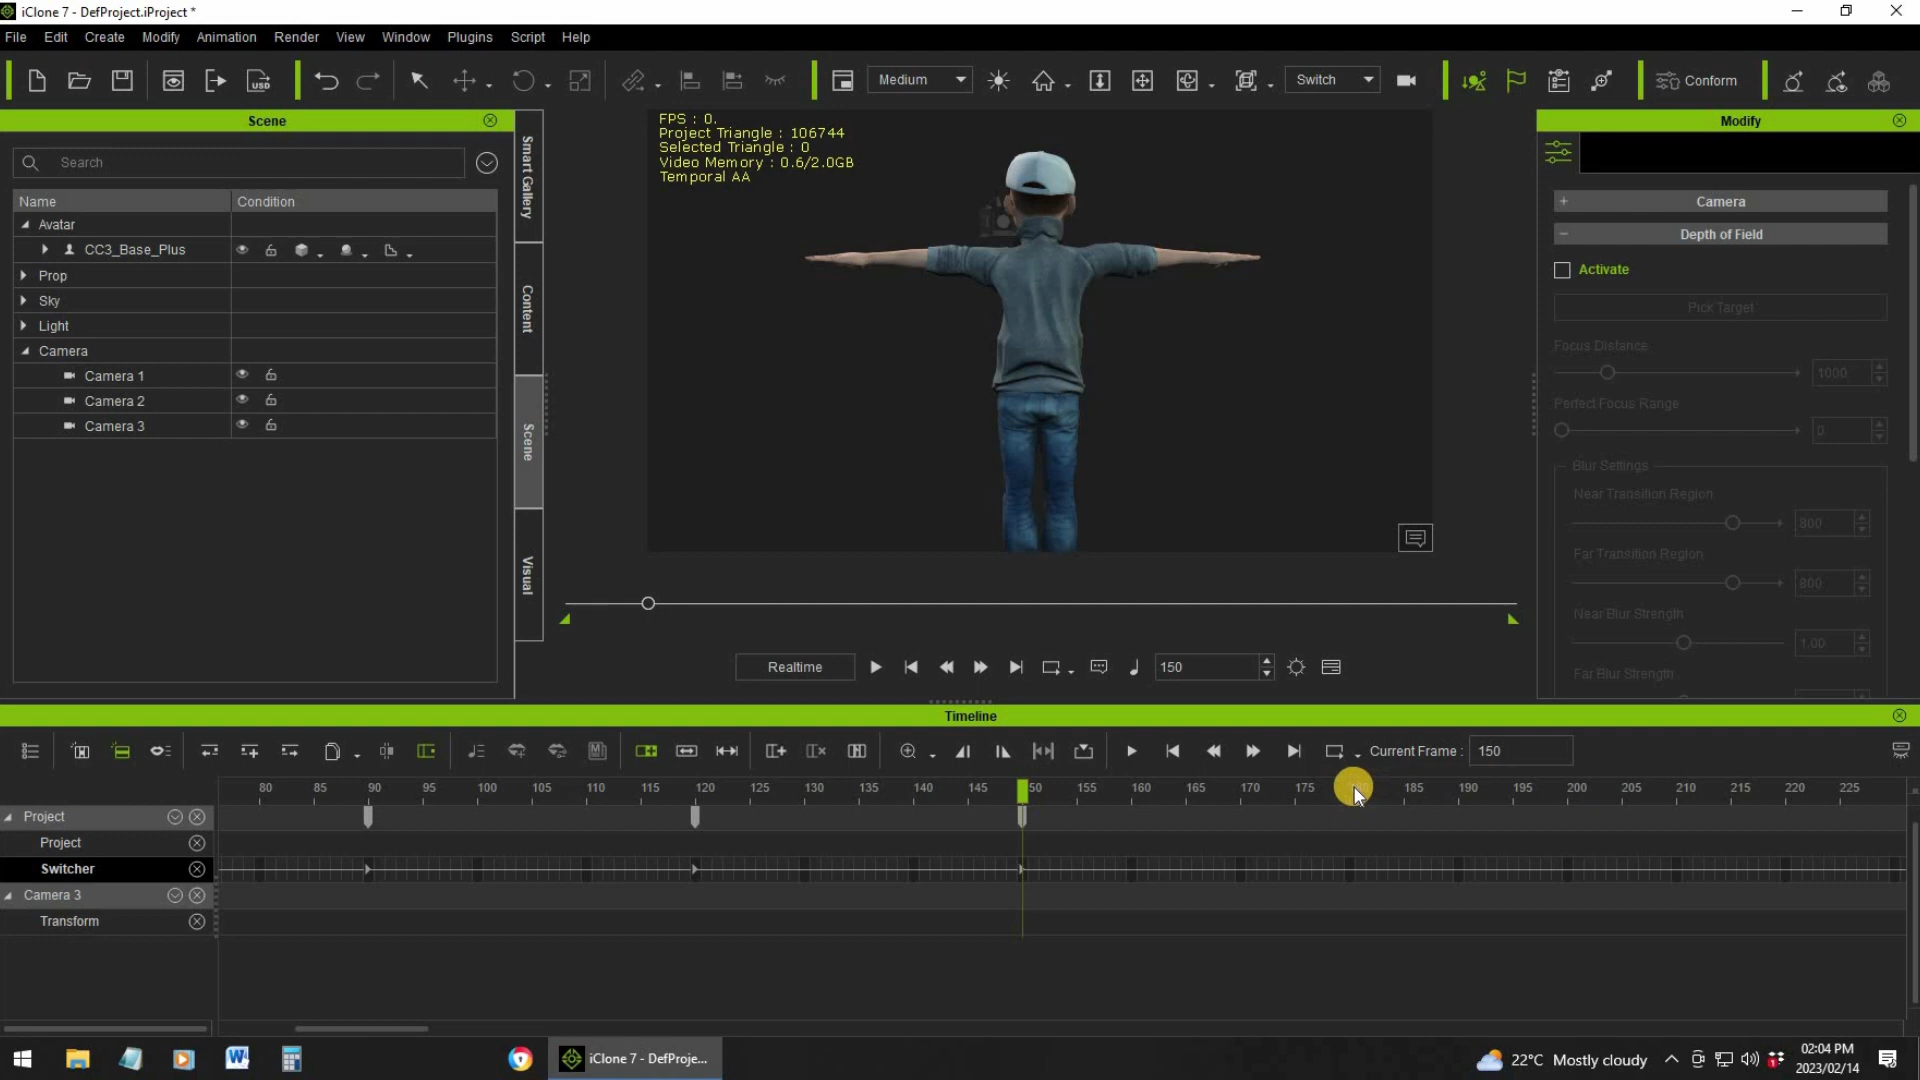 iClone 7 - DefProject.iProject *
File Edit Create Modify Animation Render View Window Plugins Script Help
USD Medium Switch Conform
Scene
Search
Name Condition
Avatar
CC3_Base_Plus
Prop
Sky
Light
Camera
Camera 1
Camera 2
Camera 3
Smart Gallery
Content
Scene
Visual
FPS : 0.
Project Triangle : 106744
Selected Triangle : 0
Video Memory : 0.6/2.0GB
Temporal AA
Realtime 150
Modify
Camera
Depth of Field
Activate
Pick Target
Focus Distance
1000
Perfect Focus Range
0
Blur Settings
Near Transition Region
800
Far Transition Region
800
Near Blur Strength
1.00
Far Blur Strength
Timeline
Current Frame : 150
80 85 90 95 100 105 110 115 120 125 130 135 140 145 50 155 160 165 170 175 185 190 195 200 205 210 215 220 225
Project
Project
Switcher
Camera 3
Transform
iClone 7 - DefProje...
22°C Mostly cloudy
02:04 PM
2023/02/14